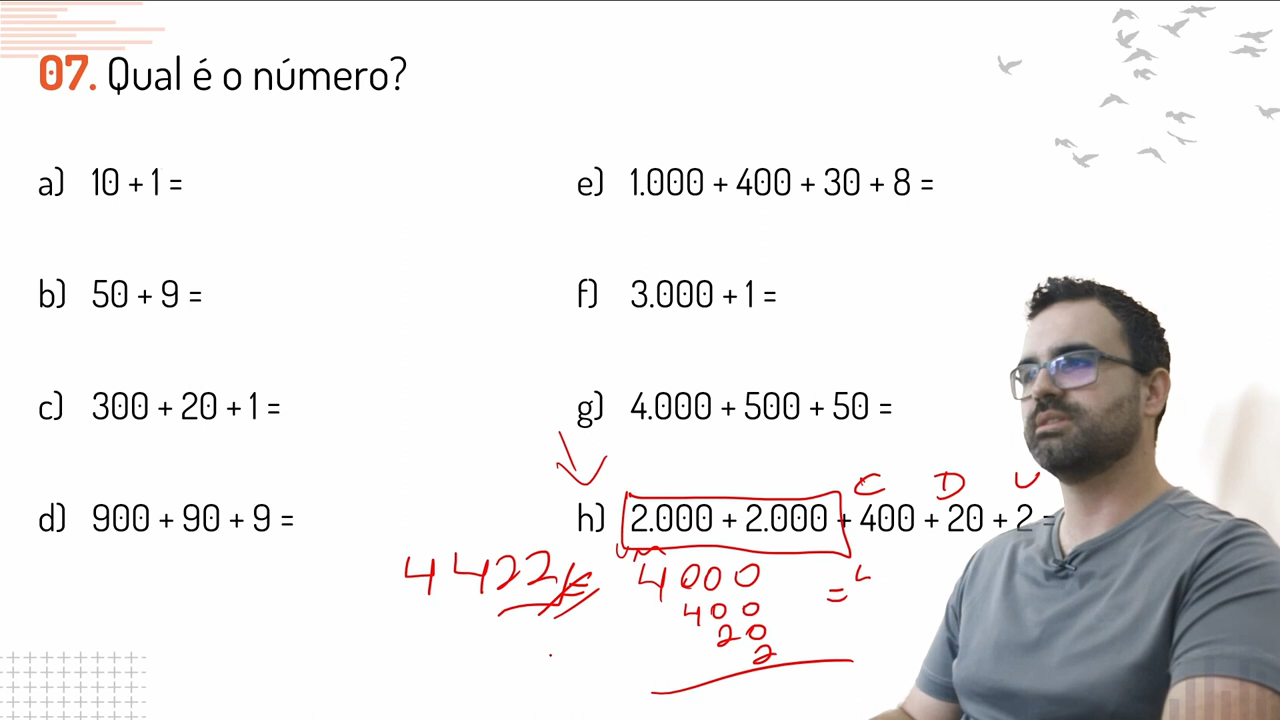 07. Qual é o número?
a) 10 + 1 =
b) 50 + 9 =
c) 300 + 20 + 1 =
d) 900 + 90 + 9 =
e) 1.000 + 400 + 30 + 8 =
f) 3.000 + 1 =
g) 4.000 + 500 + 50 =
C D U
h) 2.000 + 2.000 + 400 + 20 + 2 =
UM
4422
4000
=
400
20
2